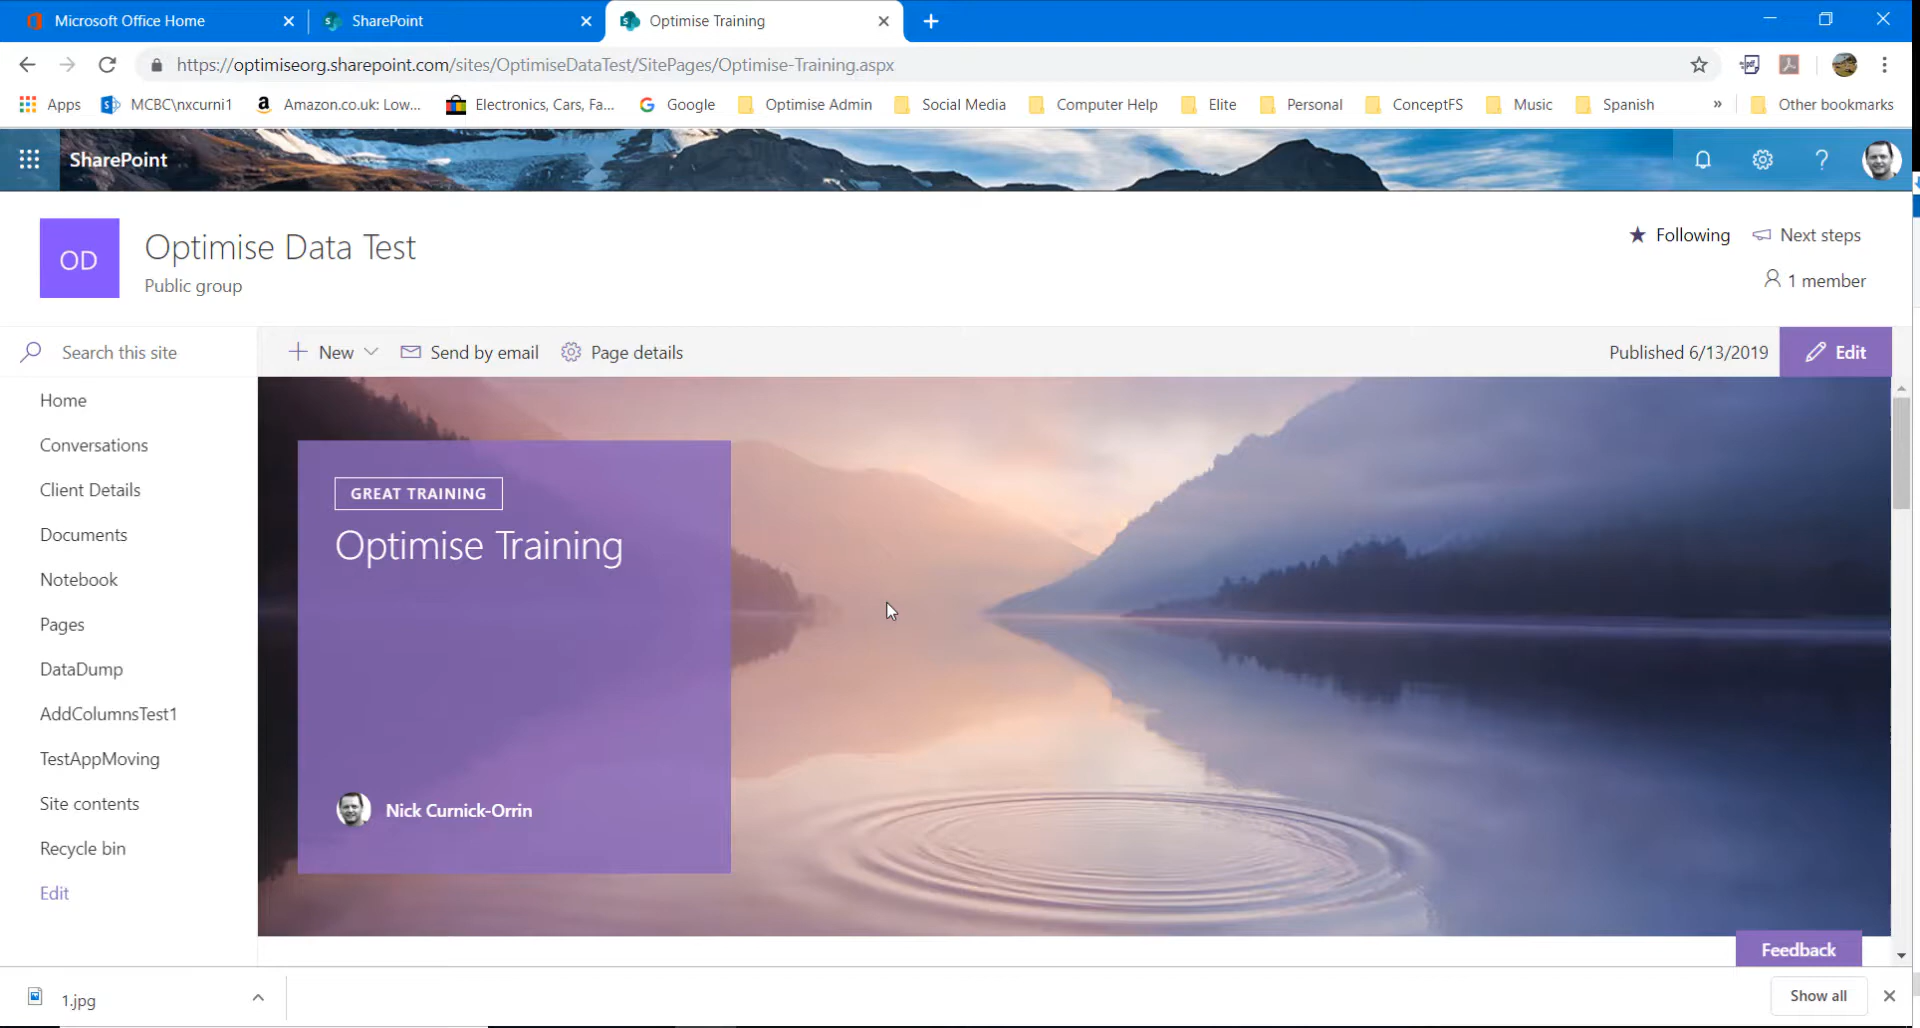 Microsoft Office Home
SharePoint
Optimise Training
https://optimiseorg.sharepoint.com/sites/OptimiseDataTest/SitePages/Optimise-Training.aspx
Apps
MCBC\nxcurni1
Amazon.co.uk: Low...
Electronics, Cars, Fa...
Google
Optimise Admin
Social Media
Computer Help
Elite
Personal
ConceptFS
Music
Spanish
»
Other bookmarks
SharePoint
?
OD
Optimise Data Test
Public group
Following
Next steps
1 member
Search this site
New
Send by email
Page details
Published 6/13/2019
Edit
Home
Conversations
Client Details
Documents
Notebook
Pages
DataDump
AddColumnsTest1
TestAppMoving
Site contents
Recycle bin
Edit
GREAT TRAINING
Optimise Training
Nick Curnick-Orrin
Feedback
1.jpg
Show all